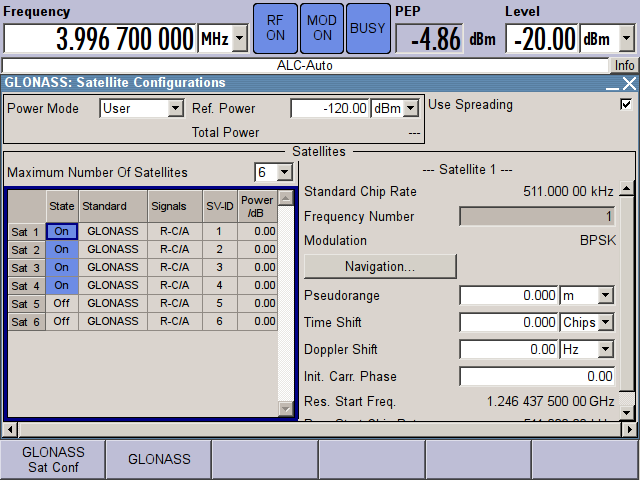 Frequency
RF ON
MOD ON
BUSY
PEP
Level
3.996 700 000 MHz
-4.86 dBm
-20.00 dBm
ALC-Auto
Info
GLONASS: Satellite Configurations
Power Mode User Ref. Power -120.00 dBm Use Spreading
Total Power ---
Satellites
Maximum Number Of Satellites 6
State Standard Signals SV-ID Power /dB
Sat 1 On GLONASS R-C/A 1 0.00
Sat 2 On GLONASS R-C/A 2 0.00
Sat 3 On GLONASS R-C/A 3 0.00
Sat 4 On GLONASS R-C/A 4 0.00
Sat 5 Off GLONASS R-C/A 5 0.00
Sat 6 Off GLONASS R-C/A 6 0.00
--- Satellite 1 ---
Standard Chip Rate 511.000 00 kHz
Frequency Number 1
Modulation BPSK
Navigation...
Pseudorange 0.000 m
Time Shift 0.000 Chips
Doppler Shift 0.00 Hz
Init. Carr. Phase 0.00
Res. Start Freq. 1.246 437 500 00 GHz
GLONASS
Sat Conf
GLONASS